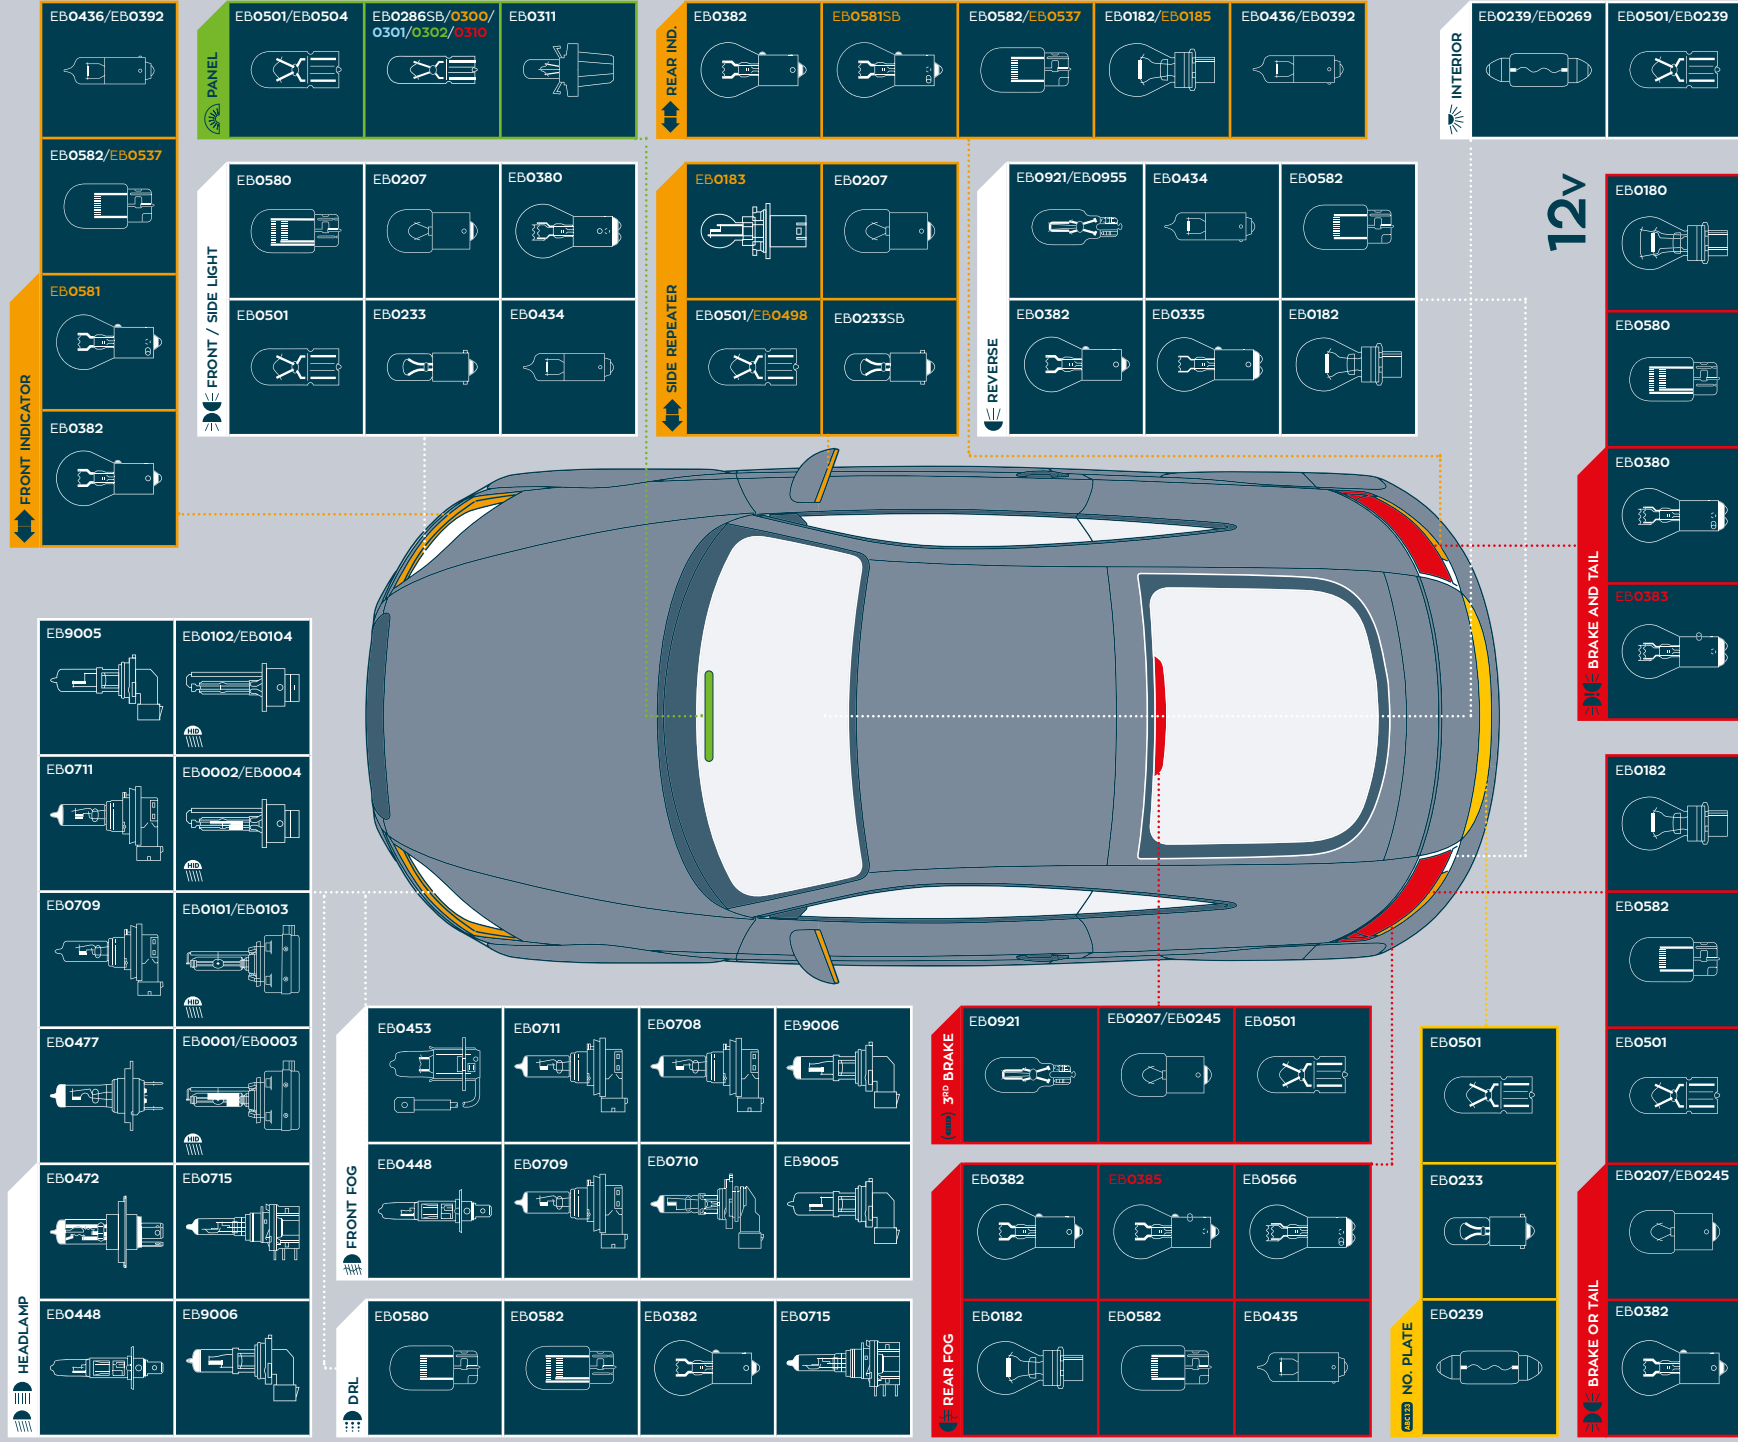 FRONT INDICATOR
EB0436/EB0392
EB0582/EB0537
EB0581
EB0382
PANEL
EB0501/EB0504
EB0286SB/0300/
0301/0302/0310
EB0311
FRONT / SIDE LIGHT
EB0580
EB0207
EB0380
EB0501
EB0233
EB0434
REAR IND.
EB0382
EB0581SB
EB0582/EB0537
EB0182/EB0185
EB0436/EB0392
SIDE REPEATER
EB0183
EB0207
EB0501/EB0498
EB0233SB
REVERSE
EB0921/EB0955
EB0434
EB0582
EB0382
EB0335
EB0182
INTERIOR
EB0239/EB0269
EB0501/EB0239
12v
BRAKE AND TAIL
EB0180
EB0580
EB0380
EB0383
HEADLAMP
EB9005
EB0102/EB0104
EB0711
EB0002/EB0004
HID
EB0709
EB0101/EB0103
HID
EB0477
EB0001/EB0003
HID
EB0472
EB0715
EB0448
EB9006
FRONT FOG
EB0453
EB0711
EB0708
EB9006
EB0448
EB0709
EB0710
EB9005
DRL
EB0580
EB0582
EB0382
EB0715
3RD BRAKE
EB0921
EB0207/EB0245
EB0501
REAR FOG
EB0382
EB0385
EB0566
EB0182
EB0582
EB0435
ABC123
NO. PLATE
EB0501
EB0233
EB0239
BRAKE OR TAIL
EB0182
EB0582
EB0501
EB0207/EB0245
EB0382